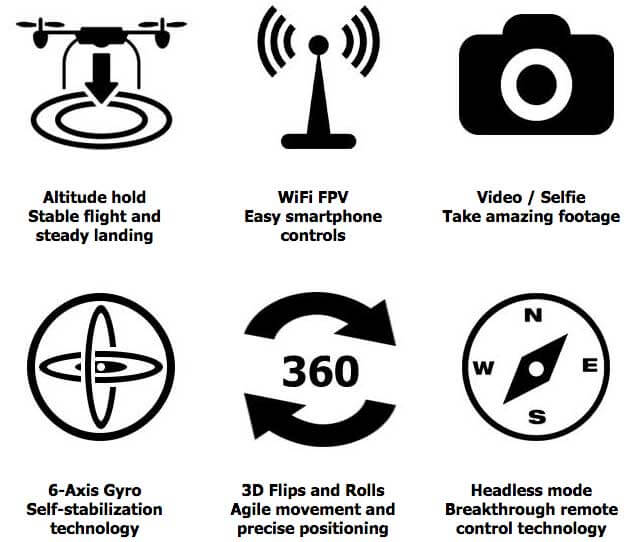 Altitude hold
Stable flight and
steady landing
WiFi FPV
Easy smartphone
controls
Video / Selfie
Take amazing footage
360
N
W
E
S
6-Axis Gyro
Self-stabilization
technology
3D Flips and Rolls
Agile movement and
precise positioning
Headless mode
Breakthrough remote
control technology